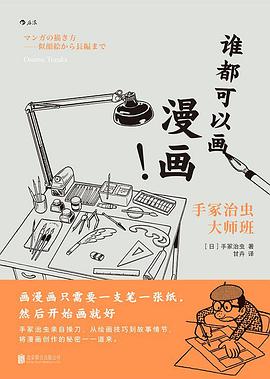 后浪
マンガの描き方
——似顔絵から長編まで
Osamu Tezuka
谁都可以画
漫画!
手冢治虫
大师班
[日]手冢治虫 著
甘卉 译
画漫画只需要一支笔一张纸,
然后开始画就好
手冢治虫亲自操刀,从绘画技巧到故事情节,
将漫画创作的秘密一一道来。
北京联合出版公司